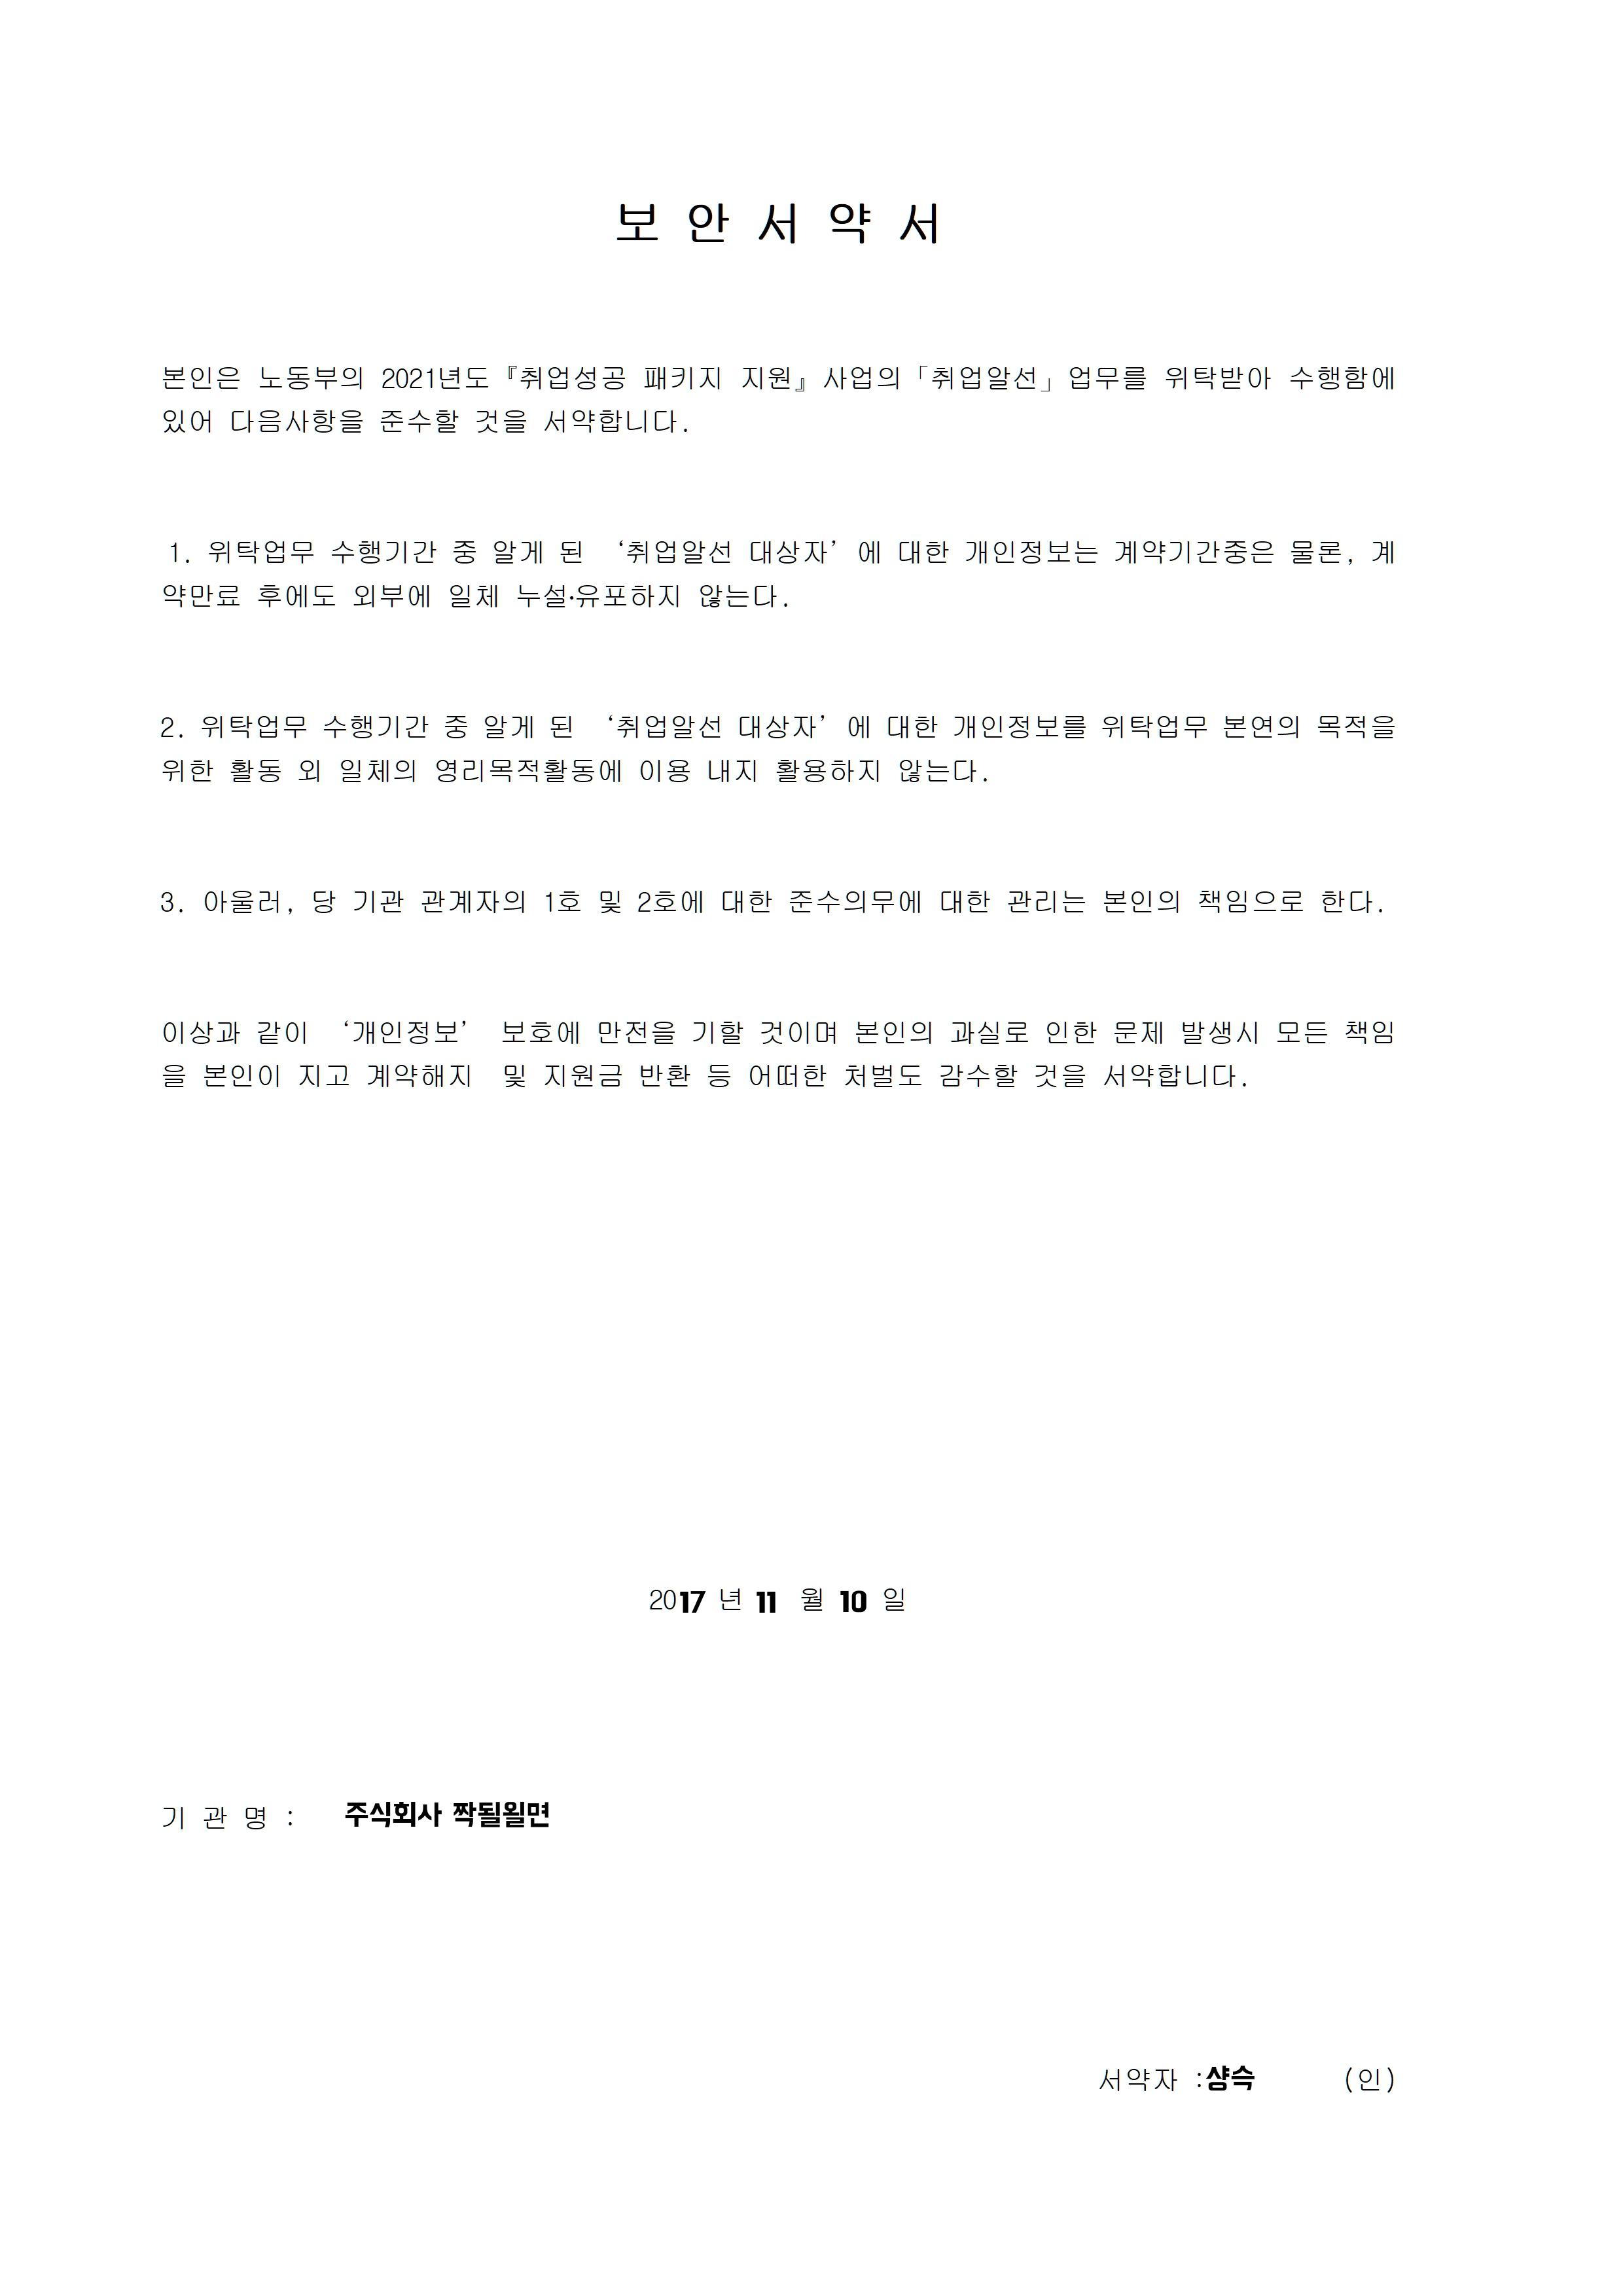 보 안 서 약 서
본인은 노동부의 2021년도『취업성공 패키지 지원』사업의「취업알선」업무를 위탁받아 수행함에
있어 다음사항을 준수할 것을 서약합니다.
1. 위탁업무 수행기간 중 알게 된 ‘취업알선 대상자’에 대한 개인정보는 계약기간중은 물론, 계
약만료 후에도 외부에 일체 누설·유포하지 않는다.
2. 위탁업무 수행기간 중 알게 된 ‘취업알선 대상자’에 대한 개인정보를 위탁업무 본연의 목적을
위한 활동 외 일체의 영리목적활동에 이용 내지 활용하지 않는다.
3. 아울러, 당 기관 관계자의 1호 및 2호에 대한 준수의무에 대한 관리는 본인의 책임으로 한다.
이상과 같이 ‘개인정보’ 보호에 만전을 기할 것이며 본인의 과실로 인한 문제 발생시 모든 책임
을 본인이 지고 계약해지 및 지원금 반환 등 어떠한 처벌도 감수할 것을 서약합니다.
2017 년 11 월 10 일
기 관 명 : 주식회사 짝될욀면
서약자 :샹슥 (인)